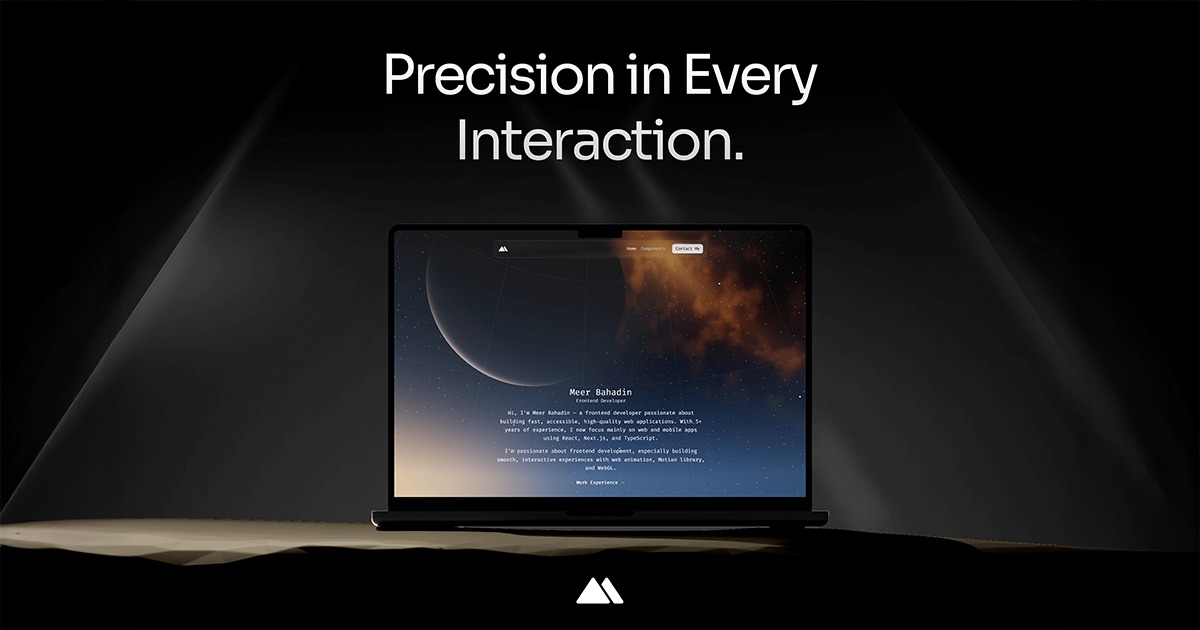 Precision in Every
Interaction.
Home Components Contact Me
Meer Bahadin
Frontend Developer
Hi, I'm Meer Bahadin — a frontend developer passionate about
building fast, accessible, high-quality web applications. With 5+
years of experience, I now focus mainly on web and mobile apps
using React, Next.js, and TypeScript.
I'm passionate about frontend development, especially building
smooth, interactive experiences with web animation, Motion library,
and WebGL.
Work Experience →